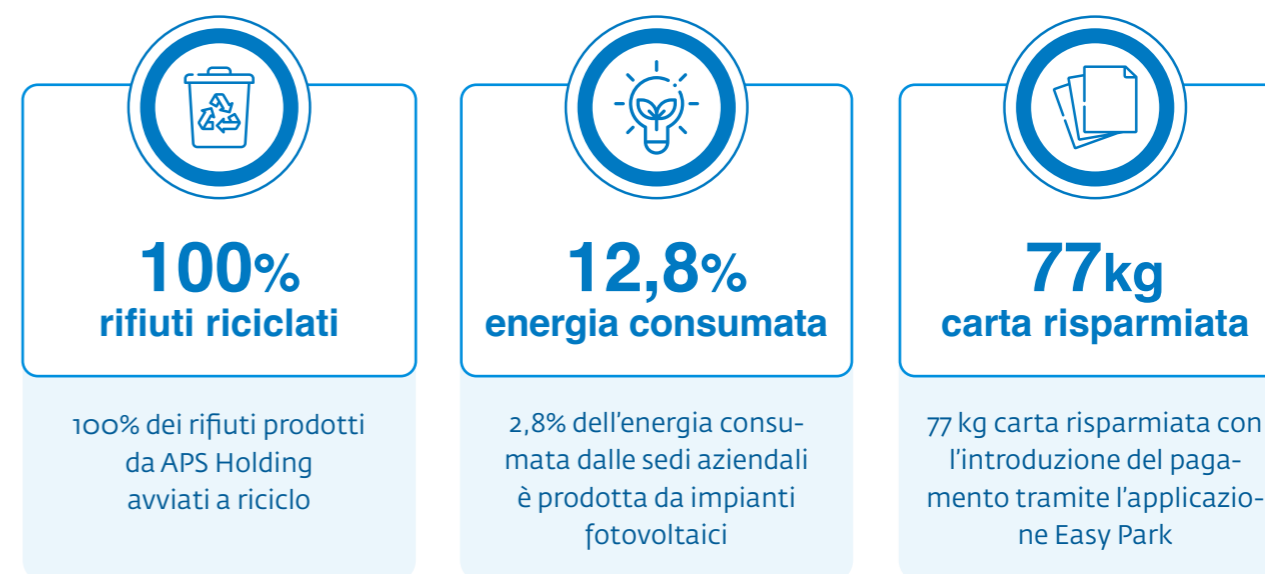 100%
rifiuti riciclati
100% dei rifiuti prodotti
da APS Holding
avviati a riciclo
12,8%
energia consumata
2,8% dell'energia consu-
mata dalle sedi aziendali
è prodotta da impianti
fotovoltaici
77kg
carta risparmiata
77 kg carta risparmiata con
l'introduzione del paga-
mento tramite l'applicazio-
ne Easy Park